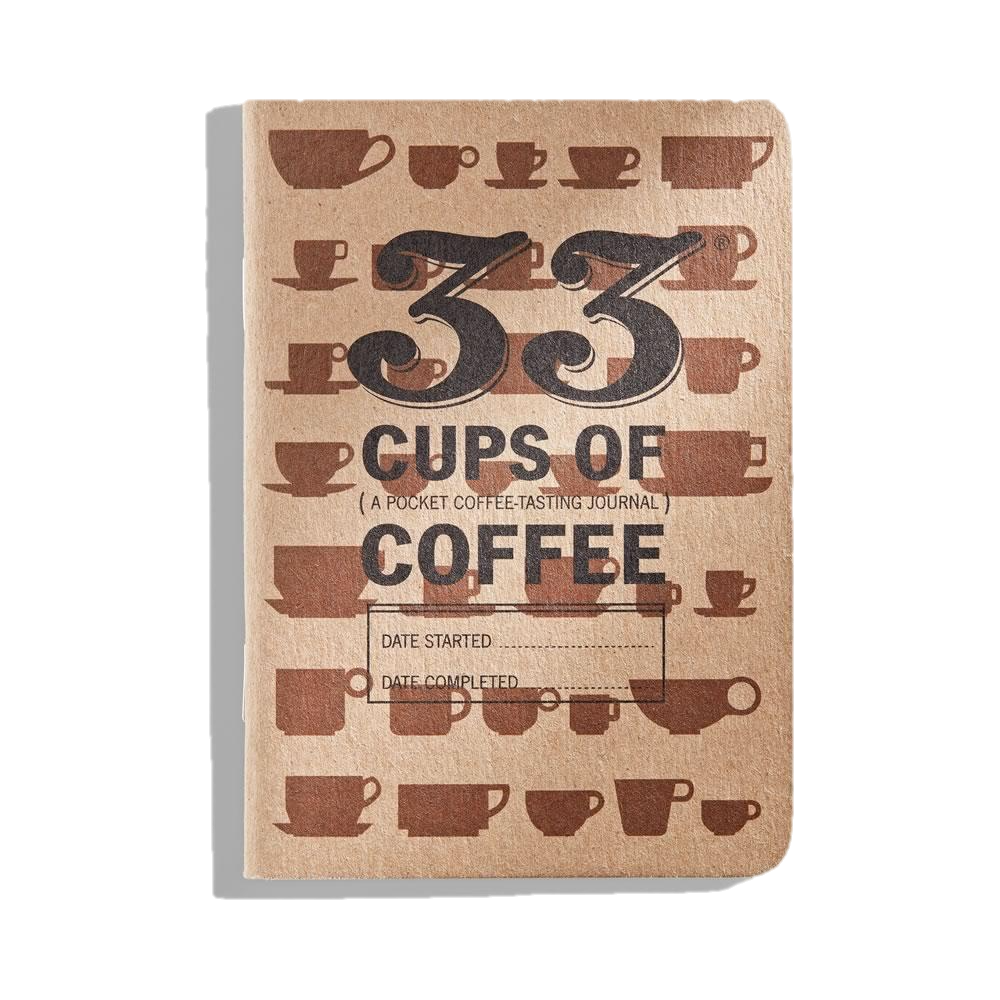 33®
CUPS OF
( A POCKET COFFEE-TASTING JOURNAL )
COFFEE
DATE STARTED ................................
DATE COMPLETED ........................